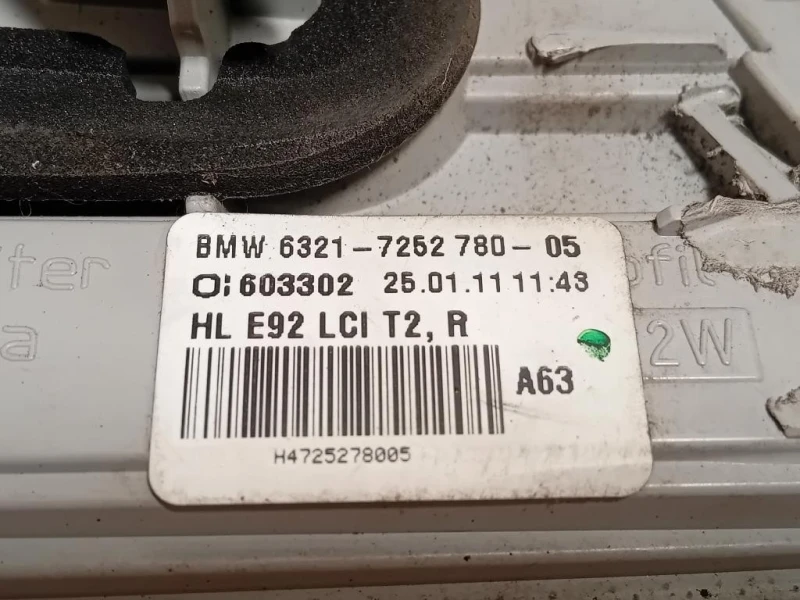 BMW 6321-7252 780- 05
603302 25.01.11 11:43
HL E92 LCI T2, R
A63
H4725278005
2W